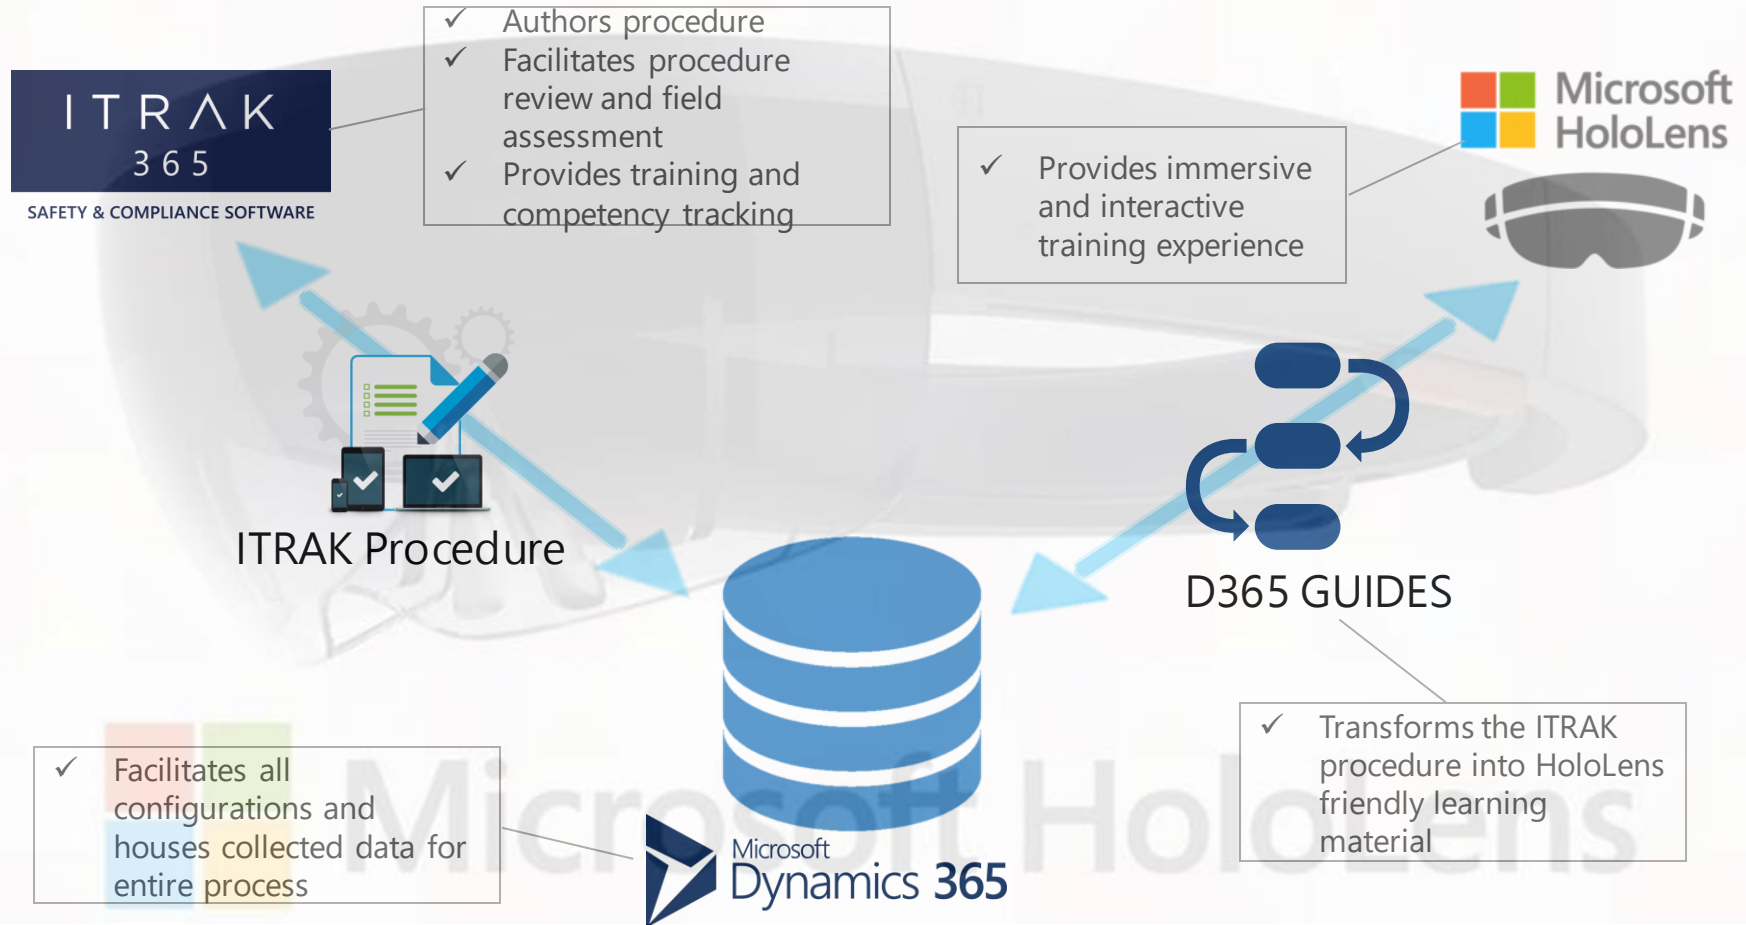 ✓ Authors procedure
✓ Facilitates procedure
review and field
assessment
✓ Provides training and
competency tracking
ITRAK
365
SAFETY & COMPLIANCE SOFTWARE
Microsoft
HoloLens
✓ Provides immersive
and interactive
training experience
ITRAK Procedure
D365 GUIDES
✓ Facilitates all
configurations and
houses collected data for
entire process
✓ Transforms the ITRAK
procedure into HoloLens
friendly learning
material
Microsoft HoloLens
Microsoft
Dynamics 365